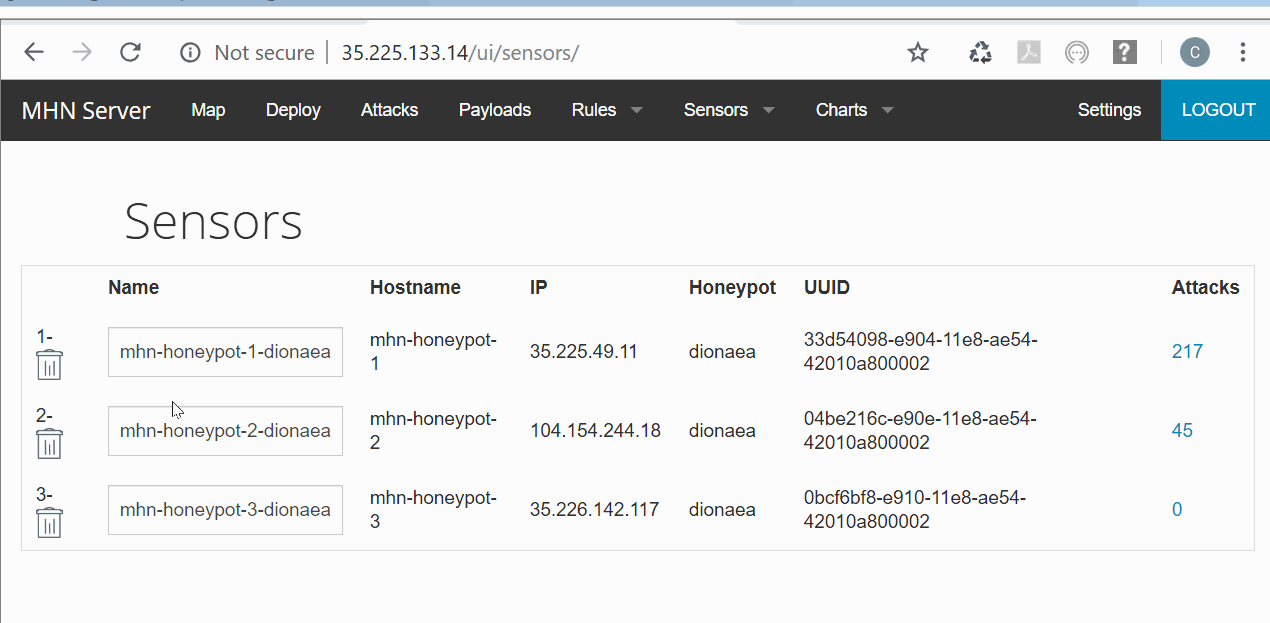 Not secure 35.225.133.14/ui/sensors/ ? C
MHN Server Map Deploy Attacks Payloads Rules Sensors Charts Settings LOGOUT
Sensors
Name Hostname IP Honeypot UUID Attacks
1- mhn-honeypot-1-dionaea mhn-honeypot- 35.225.49.11 dionaea 33d54098-e904-11e8-ae54- 217
1 42010a800002
2- mhn-honeypot-2-dionaea mhn-honeypot- 104.154.244.18 dionaea 04be216c-e90e-11e8-ae54- 45
2 42010a800002
3- mhn-honeypot-3-dionaea mhn-honeypot- 35.226.142.117 dionaea 0bcf6bf8-e910-11e8-ae54- 0
3 42010a800002